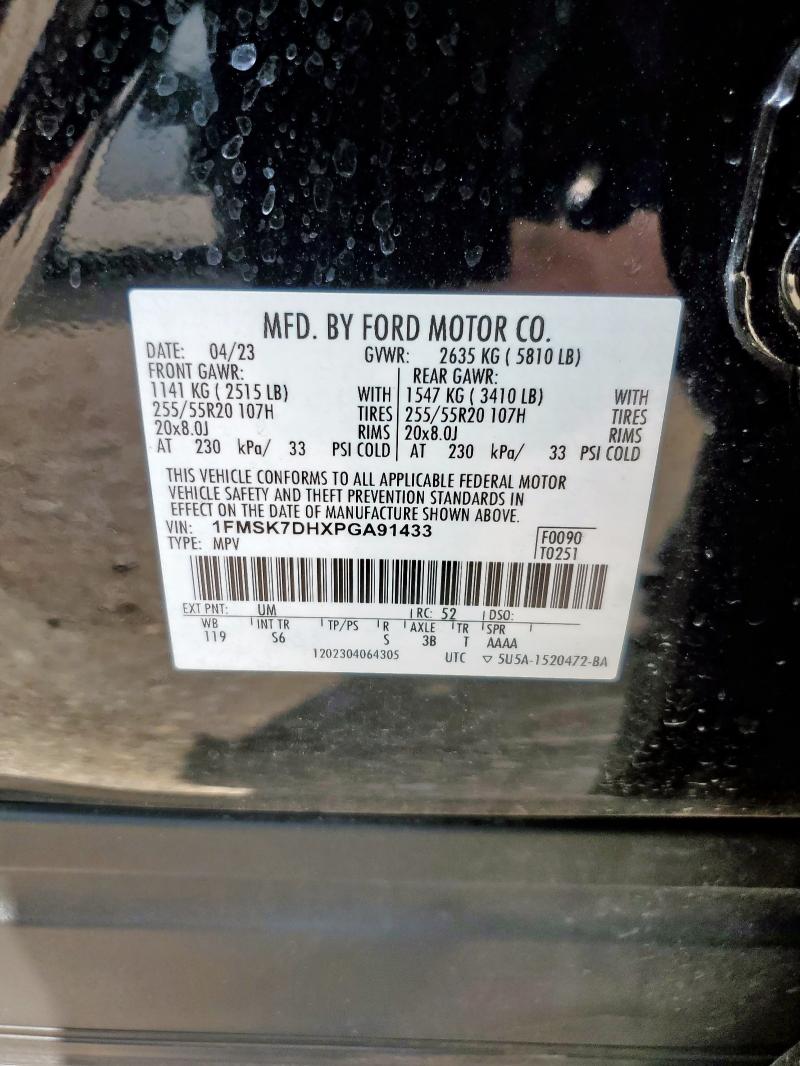 MFD. BY FORD MOTOR CO.
DATE: 04/23 GVWR: 2635 KG ( 5810 LB)
FRONT GAWR: REAR GAWR:
1141 KG ( 2515 LB) WITH 1547 KG ( 3410 LB) WITH
255/55R20 107H TIRES 255/55R20 107H TIRES
20x8.0J RIMS 20x8.0J RIMS
AT 230 kPa/ 33 PSI COLD AT 230 kPa/ 33 PSI COLD
THIS VEHICLE CONFORMS TO ALL APPLICABLE FEDERAL MOTOR
VEHICLE SAFETY AND THEFT PREVENTION STANDARDS IN
EFFECT ON THE DATE OF MANUFACTURE SHOWN ABOVE.
VIN: 1FMSK7DHXPGA91433
TYPE: MPV
F0090
T0251
EXT PNT: UM RC: 52 DSO:
WB INT TR TP/PS R AXLE TR SPR
119 S6 S 3B T AAAA
1202304064305 UTC ▽ 5U5A-1520472-BA